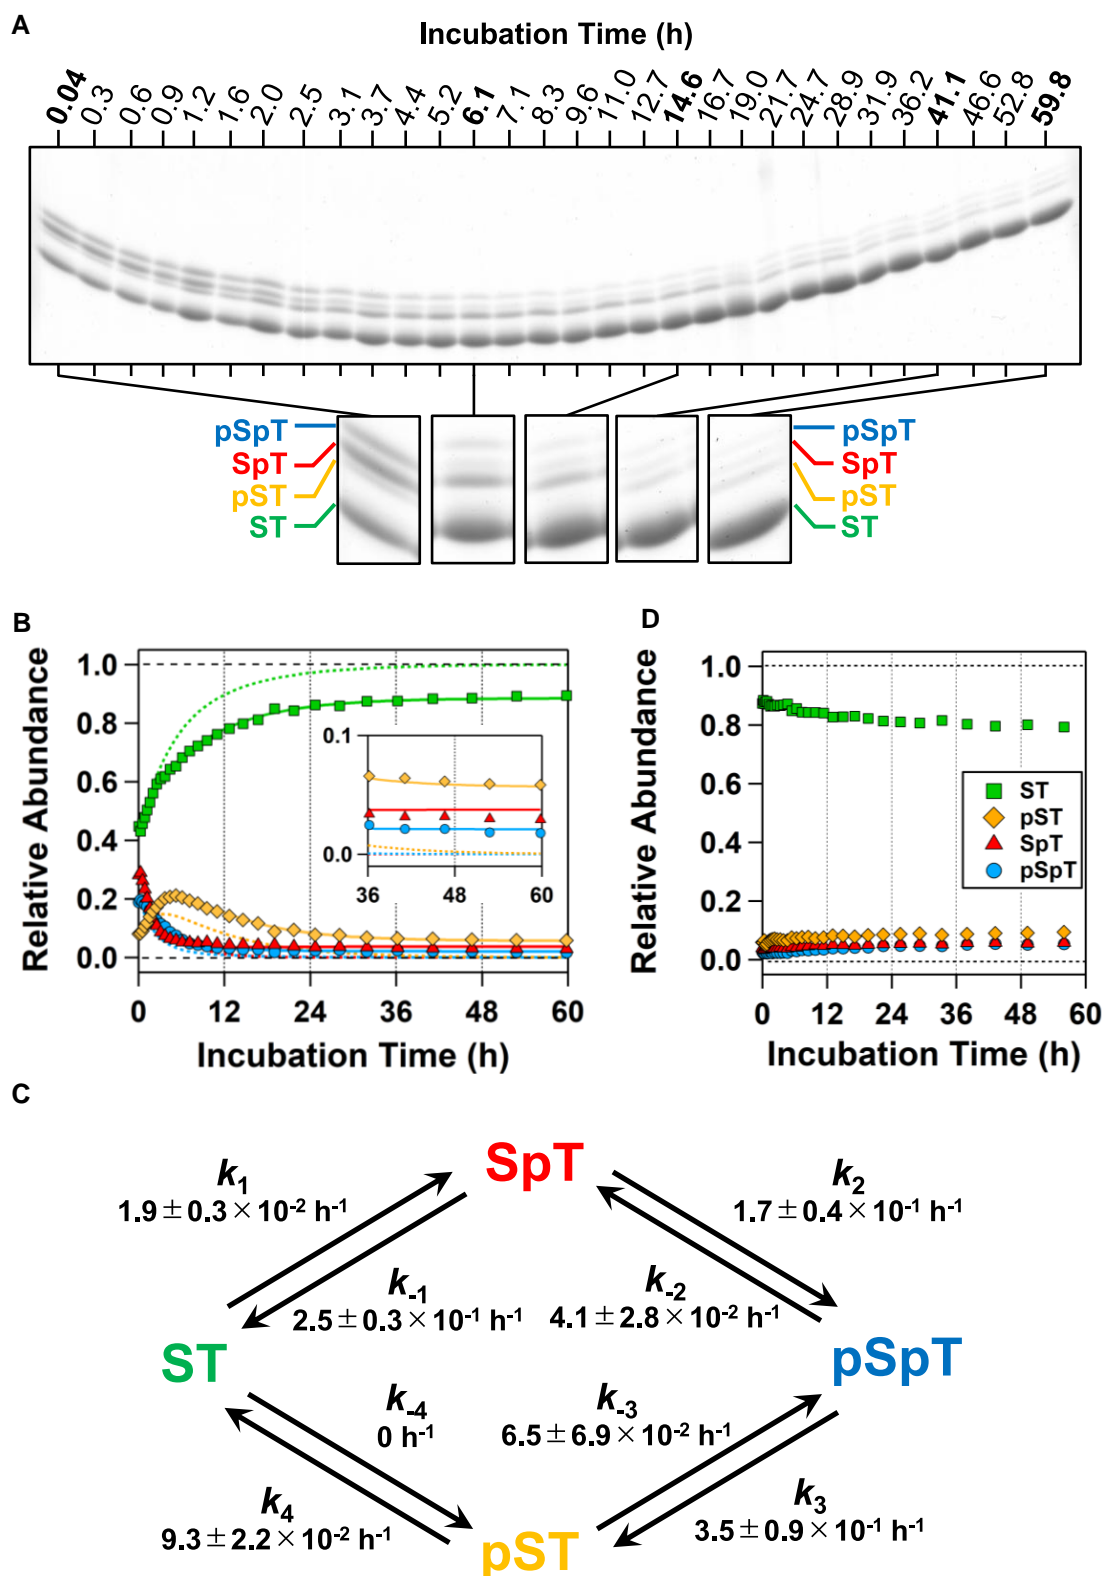 A
Incubation Time (h)
0.04 0.3 0.6 0.9 1.2 1.6 2.0 2.5 3.1 3.7 4.4 5.2 6.1 7.1 8.3 9.6 11.0 12.7 14.6 16.7 19.0 21.7 24.7 28.9 31.9 36.2 41.1 46.6 52.8 59.8
pSpT pSpT
SpT SpT
pST pST
ST ST
B
Relative Abundance
1.0
0.8
0.6
0.4
0.2
0.0
0 12 24 36 48 60
Incubation Time (h)
0.1
0.0
36 48 60
D
Relative Abundance
1.0
0.8
0.6
0.4
0.2
0.0
ST
pST
SpT
pSpT
0 12 24 36 48 60
Incubation Time (h)
C
SpT
k1
1.9 ± 0.3 × 10-2 h-1
k2
1.7 ± 0.4 × 10-1 h-1
k-1
2.5 ± 0.3 × 10-1 h-1
k-2
4.1 ± 2.8 × 10-2 h-1
ST pSpT
k-4
0 h-1
k-3
6.5 ± 6.9 × 10-2 h-1
k4
9.3 ± 2.2 × 10-2 h-1
k3
3.5 ± 0.9 × 10-1 h-1
pST